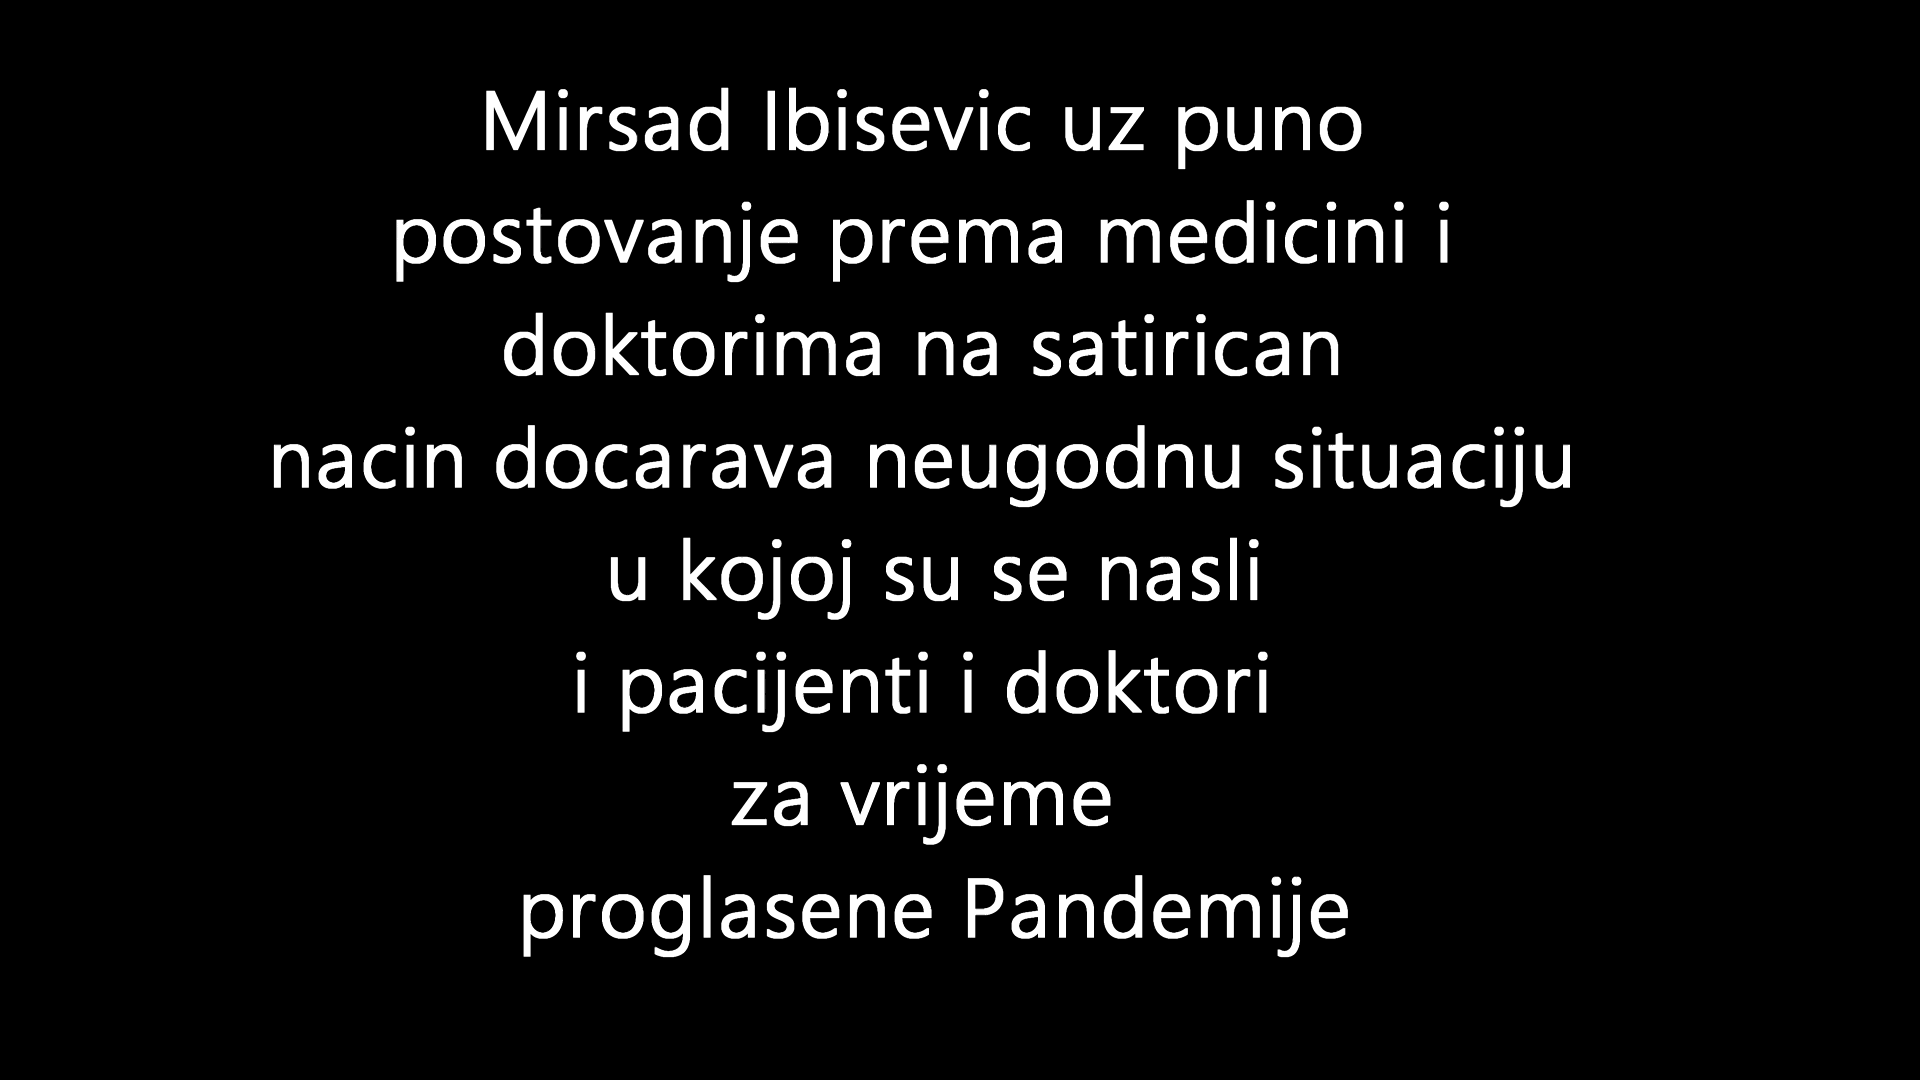 Mirsad Ibisevic uz puno
postovanje prema medicini i
doktorima na satirican
nacin docarava neugodnu situaciju
u kojoj su se nasli
i pacijenti i doktori
za vrijeme
proglasene Pandemije